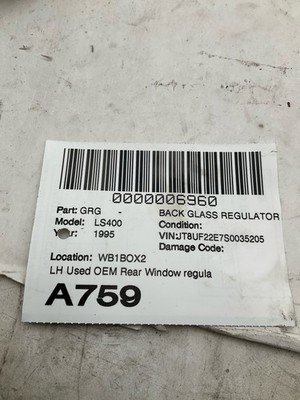 0000006960
Part: GRG - BACK GLASS REGULATOR
Model: LS400 Condition:
Year: 1995 VIN:JT8UF22E7S0035205
Damage Code:
Location: WB1BOX2
LH Used OEM Rear Window regula
A759